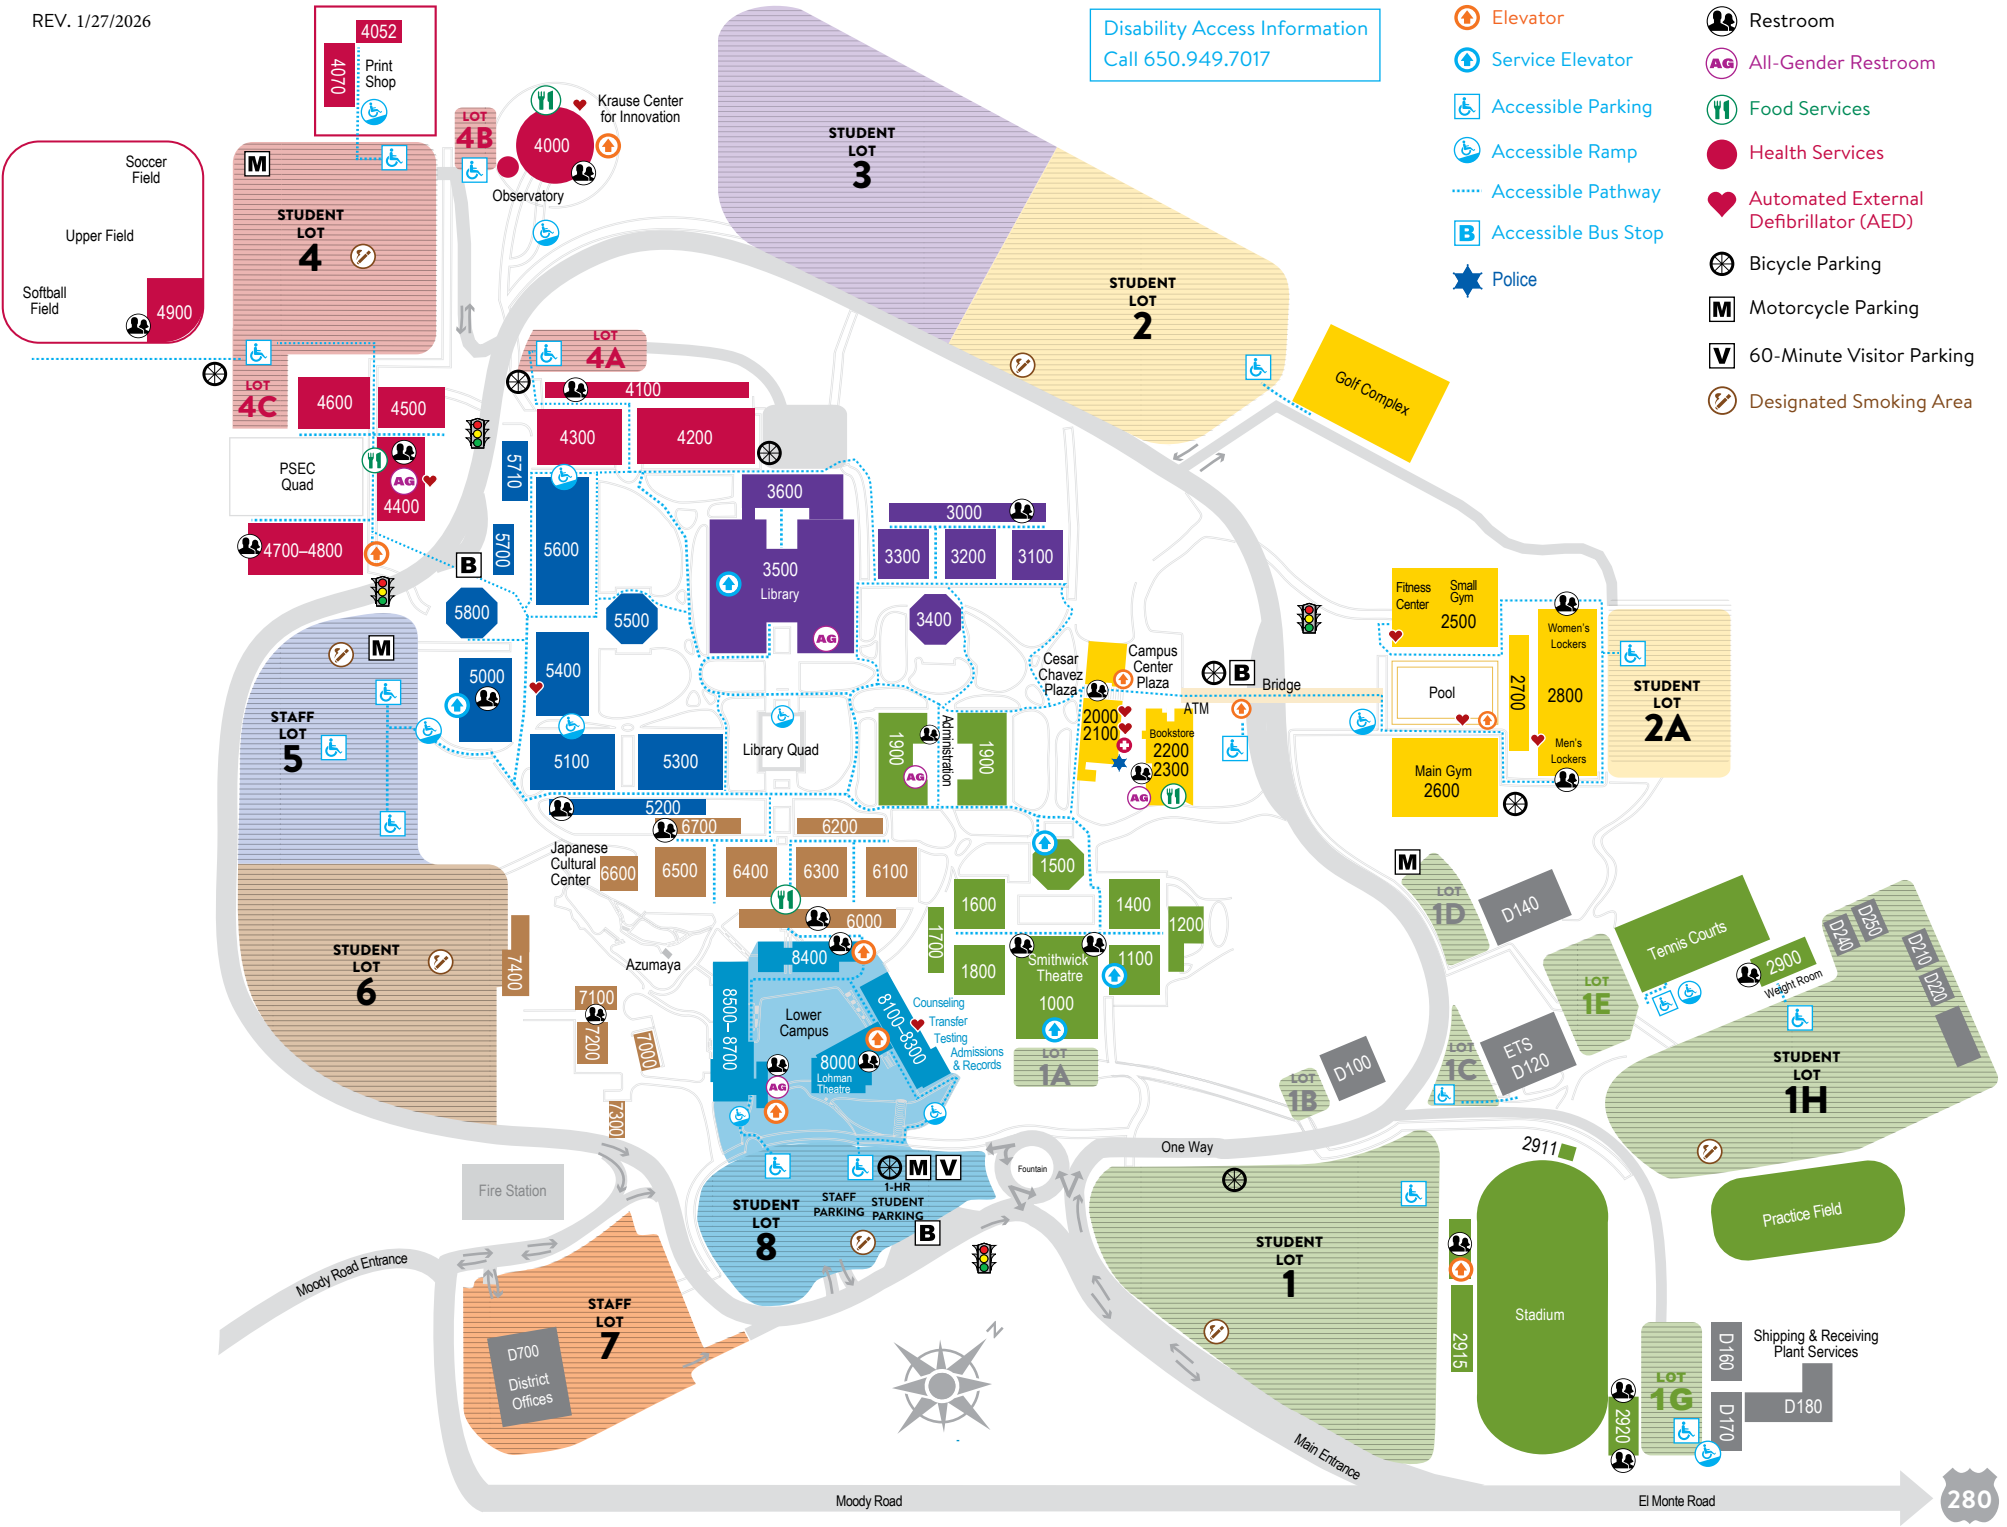 REV. 1/27/2026
4052
4070
Print
Shop
LOT
4B
4000
Krause Center
for Innovation
Observatory
Disability Access Information
Call 650.949.7017
Elevator
Service Elevator
Accessible Parking
Accessible Ramp
Accessible Pathway
B
Accessible Bus Stop
Police
Restroom
AG
All-Gender Restroom
Food Services
Health Services
Automated External
Defibrillator (AED)
Bicycle Parking
M
Motorcycle Parking
V
60-Minute Visitor Parking
Designated Smoking Area
Soccer
Field
Upper Field
Softball
Field
4900
M
STUDENT
LOT
4
STUDENT
LOT
3
STUDENT
LOT
2
Golf Complex
LOT
4A
LOT
4C
4600
4500
4100
4300
4200
PSEC
Quad
AG
4400
4700–4800
5710
5700
B
5600
5800
5500
3600
3500
Library
AG
3000
3300
3200
3100
3400
Fitness
Center
Small
Gym
2500
Women's
Lockers
2700
2800
Men's
Lockers
Pool
Main Gym
2600
STUDENT
LOT
2A
M
STAFF
LOT
5
5000
5400
5100
5300
5200
Library Quad
1900
AG
Administration
1900
Cesar
Chavez
Plaza
Campus
Center
Plaza
2000
2100
ATM
Bookstore
2200
2300
AG
B
Bridge
6700
6200
Japanese
Cultural
Center
6600
6500
6400
6300
6100
6000
1500
1600
1400
1200
1700
1800
1100
Smithwick
Theatre
1000
LOT
1A
M
LOT
1D
D140
Tennis Courts
2900
Weight Room
D240
D250
D210
D220
LOT
1E
LOT
1C
ETS
D120
LOT
1B
D100
STUDENT
LOT
1H
STUDENT
LOT
6
7400
Azumaya
7100
7200
7000
7300
8400
8500–8700
Lower
Campus
8100–8300
Counseling
Transfer
Testing
Admissions
& Records
8000
Lohman
Theatre
AG
Fire Station
STUDENT
LOT
8
STAFF
PARKING
M
V
1-HR
STUDENT
PARKING
B
Fountain
One Way
STUDENT
LOT
1
2911
Stadium
2915
2920
Practice Field
LOT
1G
D160
D170
D180
Shipping & Receiving
Plant Services
Moody Road Entrance
STAFF
LOT
7
D700
District
Offices
N
Main Entrance
Moody Road
El Monte Road
280